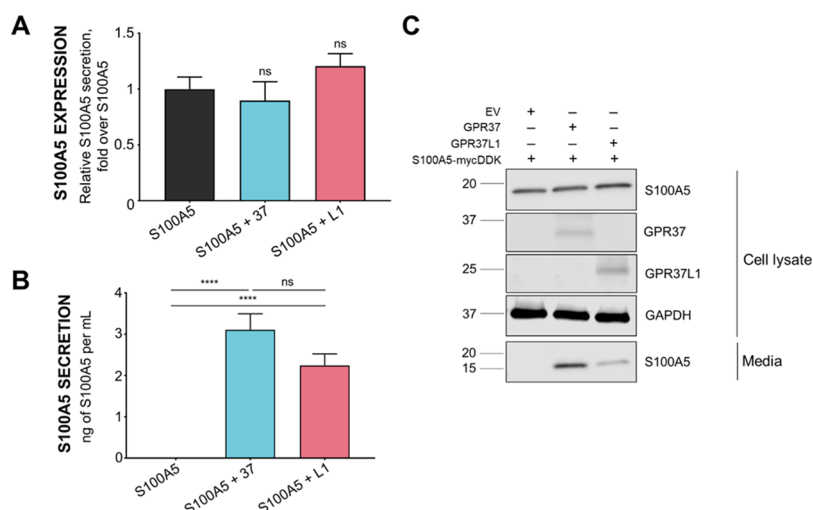 A
S100A5 EXPRESSION
Relative S100A5 secretion,
fold over S100A5
1.5
1
0.5
0
ns
ns
S100A5
S100A5 + 37
S100A5 + L1
B
S100A5 SECRETION
ng of S100A5 per mL
4
3
2
1
0
****
ns
****
S100A5
S100A5 + 37
S100A5 + L1
C
EV + – –
GPR37 – + –
GPR37L1 – – +
S100A5-mycDDK + + +
20 S100A5
37 GPR37
25 GPR37L1
37 GAPDH
Cell lysate
20
15
S100A5
Media